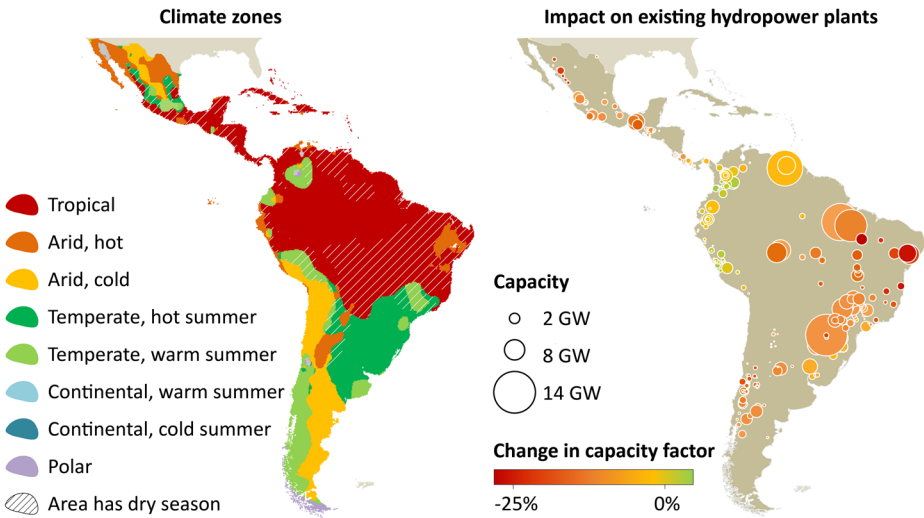 Climate zones
Impact on existing hydropower plants
Tropical
Arid, hot
Arid, cold
Temperate, hot summer
Temperate, warm summer
Continental, warm summer
Continental, cold summer
Polar
Area has dry season
Capacity
2 GW
8 GW
14 GW
Change in capacity factor
-25% 0%